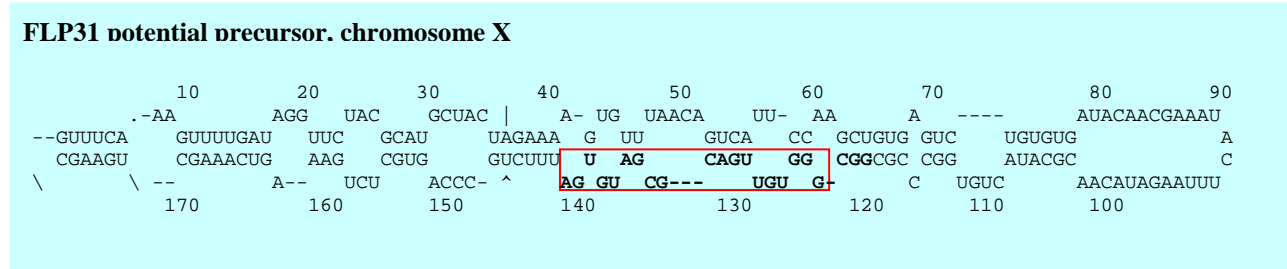 FLP31 potential precursor, chromosome X
10 20 30 40 50 60 70 80 90
.-AA AGG UAC GCUAC | A- UG UAACA UU- AA A ---- AUACAACGAAAU
--GUUUCA GUUUUGAU UUC GCAU UAGAAA G UU GUCA CC GCUGUG GUC UGUGUG A
CGAAGU CGAAACUG AAG CGUG GUCUUU U AG CAGU GG CGGCGC CGG AUACGC C
\ \ -- A-- UCU ACCC- ^ AG GU CG--- UGU G- C UGUC AACAUAGAAUUU
170 160 150 140 130 120 110 100